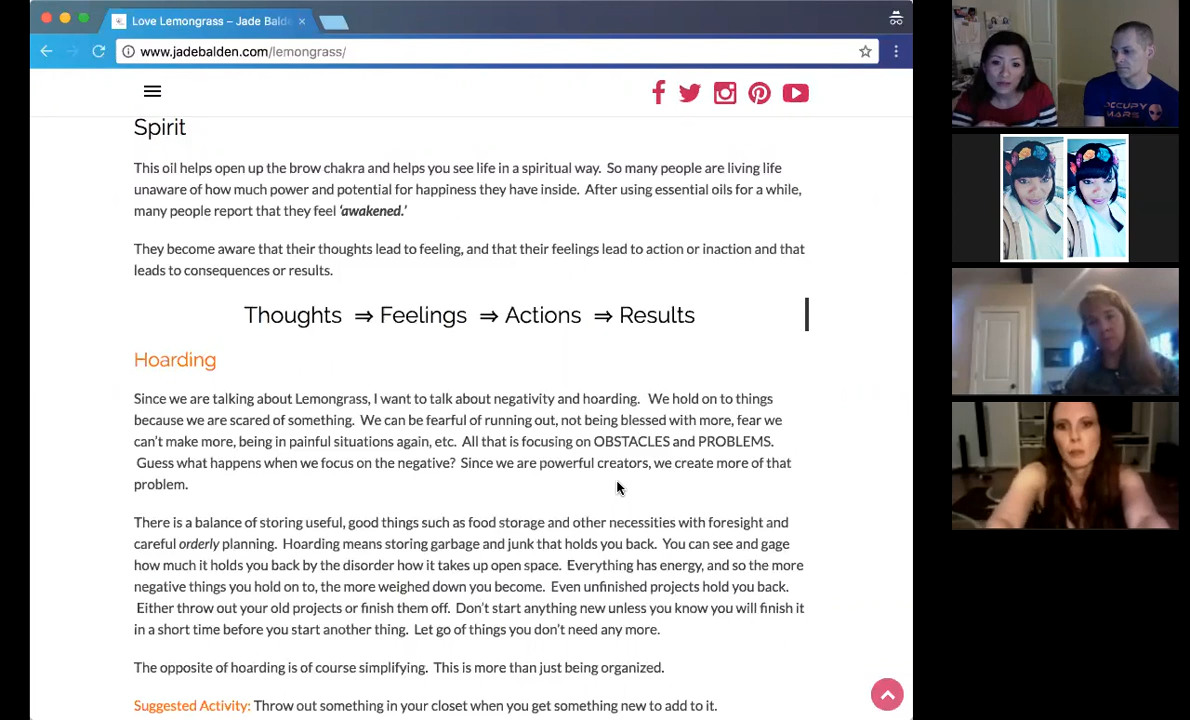 Love Lemongrass – Jade Bald
www.jadebalden.com/lemongrass/
Spirit
This oil helps open up the brow chakra and helps you see life in a spiritual way.  So many people are living life
unaware of how much power and potential for happiness they have inside.  After using essential oils for a while,
many people report that they feel ‘awakened.’
They become aware that their thoughts lead to feeling, and that their feelings lead to action or inaction and that
leads to consequences or results.
Thoughts ⇒ Feelings ⇒ Actions ⇒ Results
Hoarding
Since we are talking about Lemongrass, I want to talk about negativity and hoarding.  We hold on to things
because we are scared of something.  We can be fearful of running out, not being blessed with more, fear we
can’t make more, being in painful situations again, etc.  All that is focusing on OBSTACLES and PROBLEMS.
Guess what happens when we focus on the negative?  Since we are powerful creators, we create more of that
problem.
There is a balance of storing useful, good things such as food storage and other necessities with foresight and
careful orderly planning.  Hoarding means storing garbage and junk that holds you back.  You can see and gage
how much it holds you back by the disorder how it takes up open space.  Everything has energy, and so the more
negative things you hold on to, the more weighed down you become.  Even unfinished projects hold you back.
Either throw out your old projects or finish them off.  Don’t start anything new unless you know you will finish it
in a short time before you start another thing.  Let go of things you don’t need any more.
The opposite of hoarding is of course simplifying.  This is more than just being organized.
Suggested Activity: Throw out something in your closet when you get something new to add to it.
OCCUPY
MARS